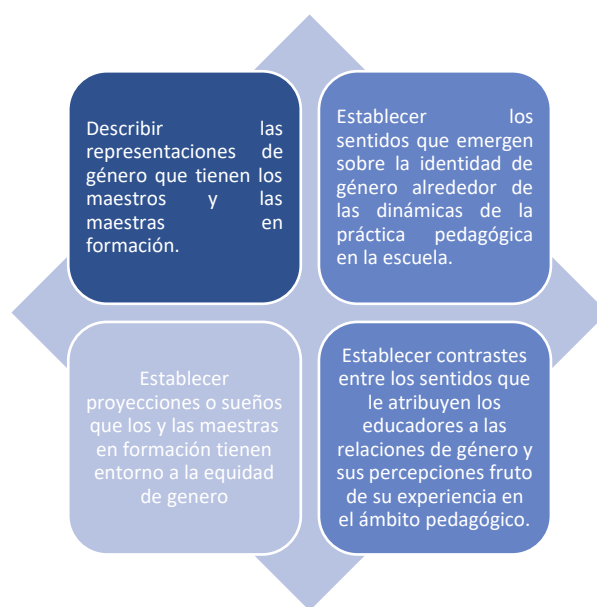 Describir las
representaciones de
género que tienen los
maestros y las
maestras en
formación.
Establecer los
sentidos que emergen
sobre la identidad de
género alrededor de
las dinámicas de la
práctica pedagógica
en la escuela.
Establecer
proyecciones o sueños
que los y las maestras
en formación tienen
entorno a la equidad
de genero
Establecer contrastes
entre los sentidos que
le atribuyen los
educadores a las
relaciones de género y
sus percepciones fruto
de su experiencia en
el ámbito pedagógico.